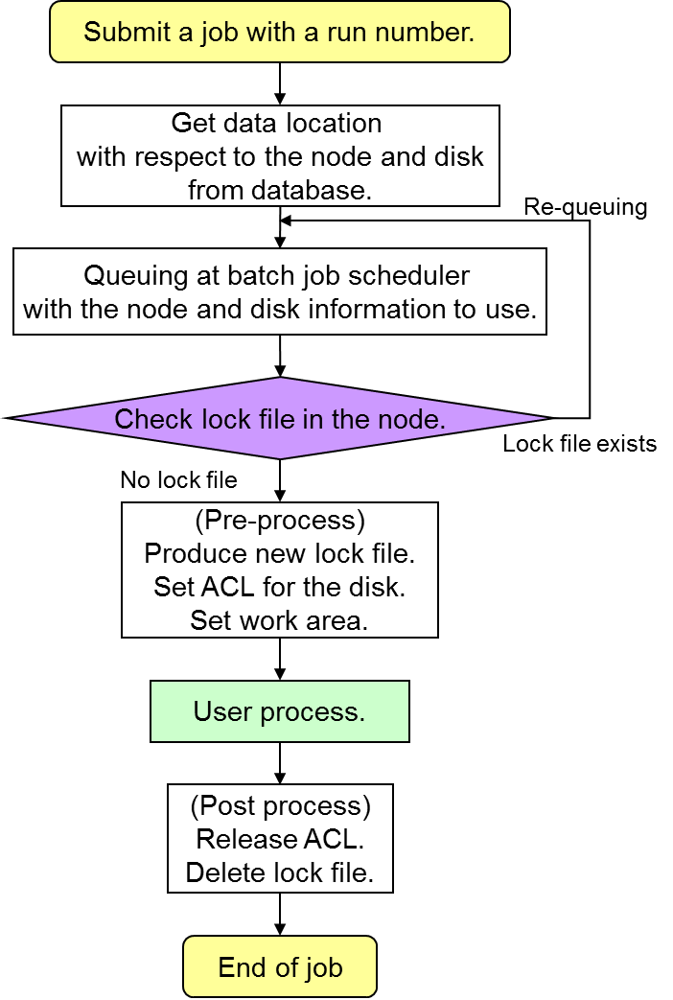 Submit a job with a run number.
Get data location
with respect to the node and disk
from database.
Re-queuing
Queuing at batch job scheduler
with the node and disk information to use.
Check lock file in the node.
Lock file exists
No lock file
(Pre-process)
Produce new lock file.
Set ACL for the disk.
Set work area.
User process.
(Post process)
Release ACL.
Delete lock file.
End of job